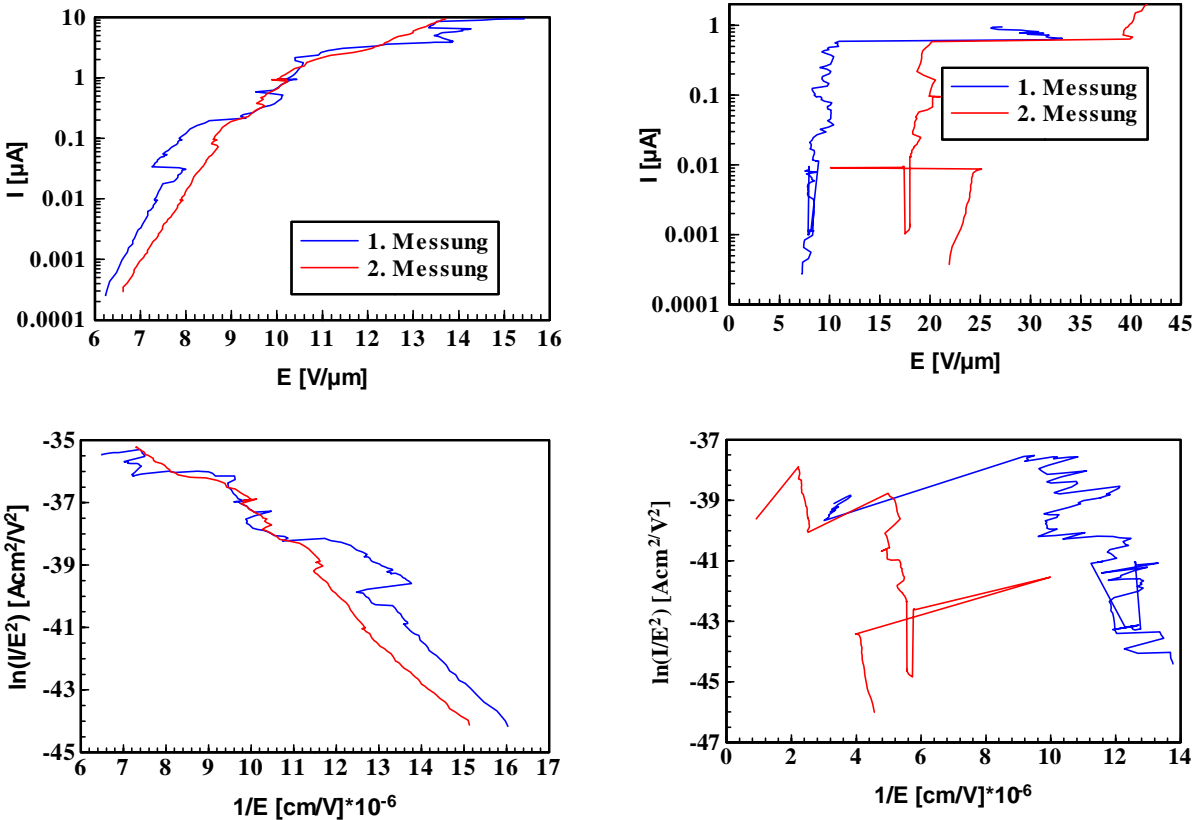 10
1
0.1
0.01
0.001
0.0001
I [µA]
1. Messung
2. Messung
6 7 8 9 10 11 12 13 14 15 16
E [V/µm]
1
0.1
0.01
0.001
0.0001
I [µA]
1. Messung
2. Messung
0 5 10 15 20 25 30 35 40 45
E [V/µm]
-35
-37
-39
-41
-43
-45
ln(I/E²) [Acm²/V²]
6 7 8 9 10 11 12 13 14 15 16 17
1/E [cm/V]*10⁻⁶
-37
-39
-41
-43
-45
-47
ln(I/E²) [Acm²/V²]
0 2 4 6 8 10 12 14
1/E [cm/V]*10⁻⁶